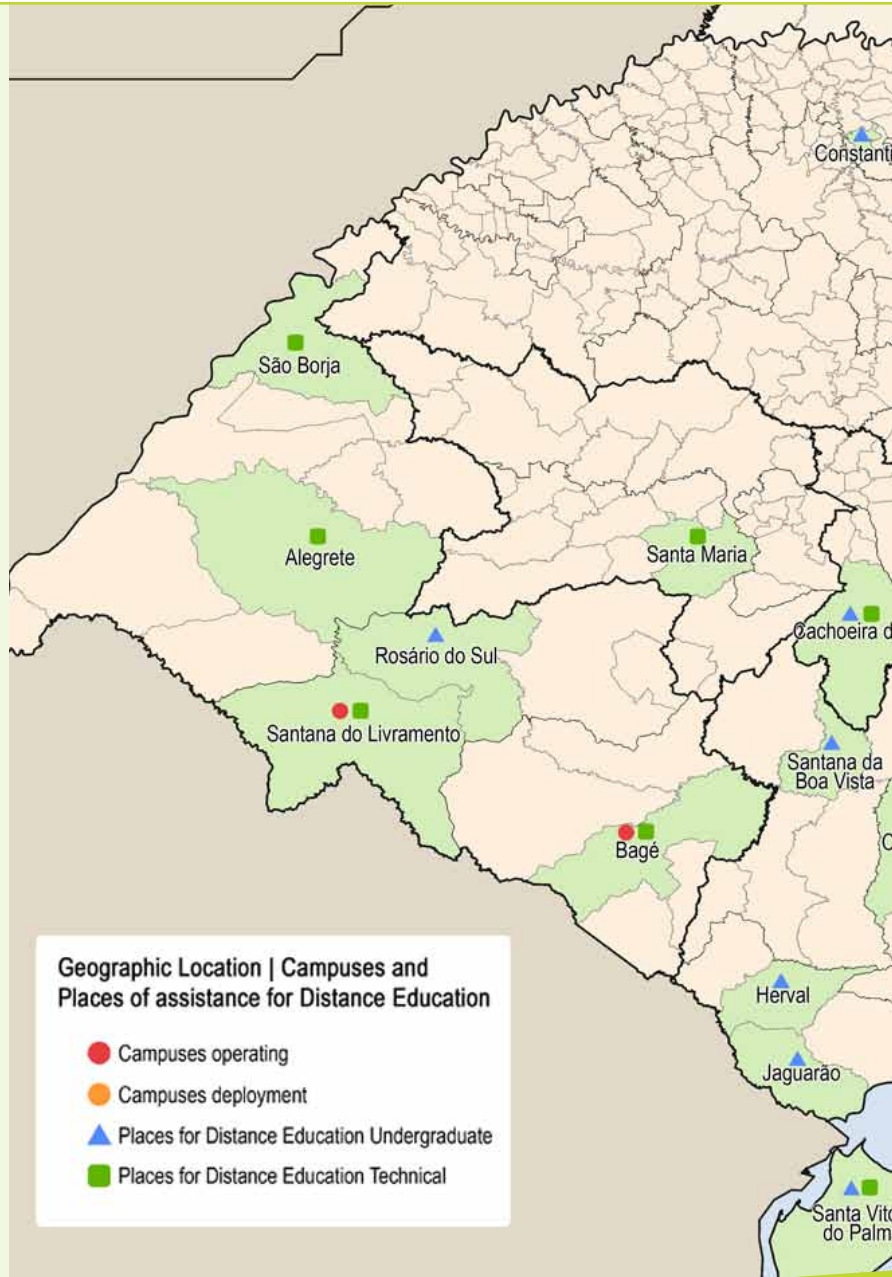 Constanti
São Borja
Alegrete
Santa Maria
Cachoeira d
Rosário do Sul
Santana do Livramento
Santana da
Boa Vista
Bagé
C
Herval
Jaguarão
Santa Vito
do Palm
Geographic Location | Campuses and
Places of assistance for Distance Education
Campuses operating
Campuses deployment
Places for Distance Education Undergraduate
Places for Distance Education Technical